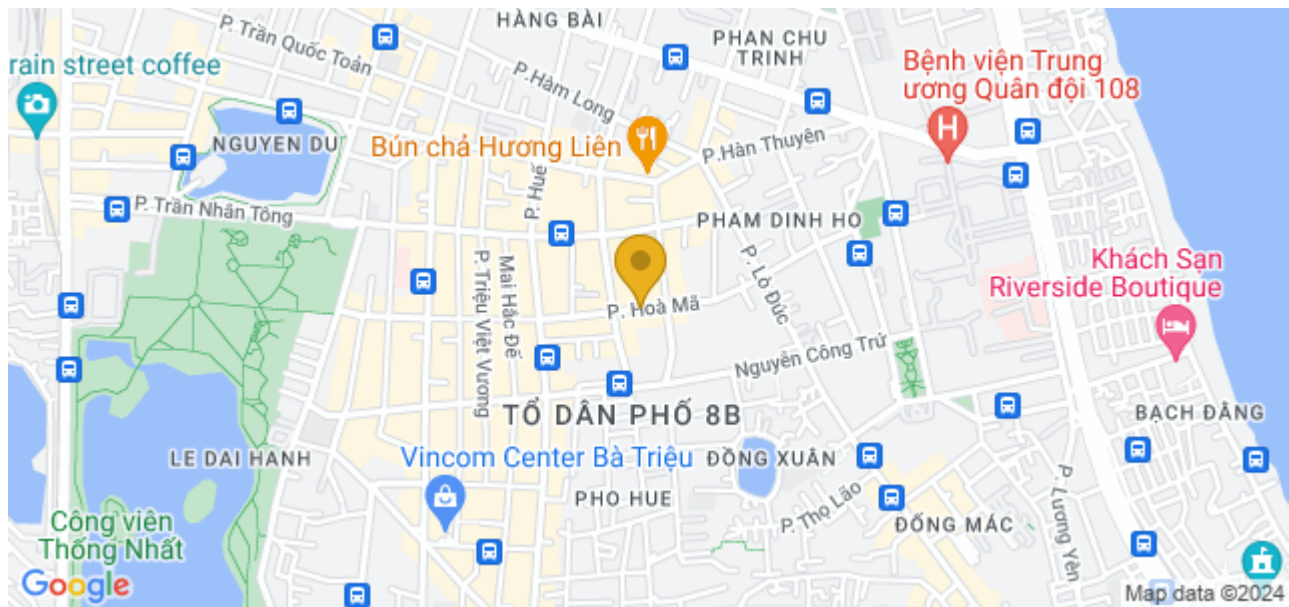 HÀNG BÀI
P. Trần Quốc Toản
PHAN CHU
TRINH
rain street coffee
P.Hàm Long
Bệnh viện Trung
ương Quân đội 108
NGUYEN DU
Bún chả Hương Liên
P.Hàn Thuyên
P. Huế
P. Trần Nhân Tông
PHAM DINH HO
P. Lò Đúc
Mai Hắc Đế
P. Triệu Việt Vương
Khách Sạn
Riverside Boutique
P. Hoà Mã
Nguyễn Công Trứ
TỔ DÂN PHỐ 8B
BẠCH ĐẰNG
LE DAI HANH
Vincom Center Bà Triệu
ĐỒNG XUÂN
PHO HUE
P. Thọ Lão
P. Lương Yên
ĐỐNG MÁC
Công viên
Thống Nhất
H
Google
Map data ©2024